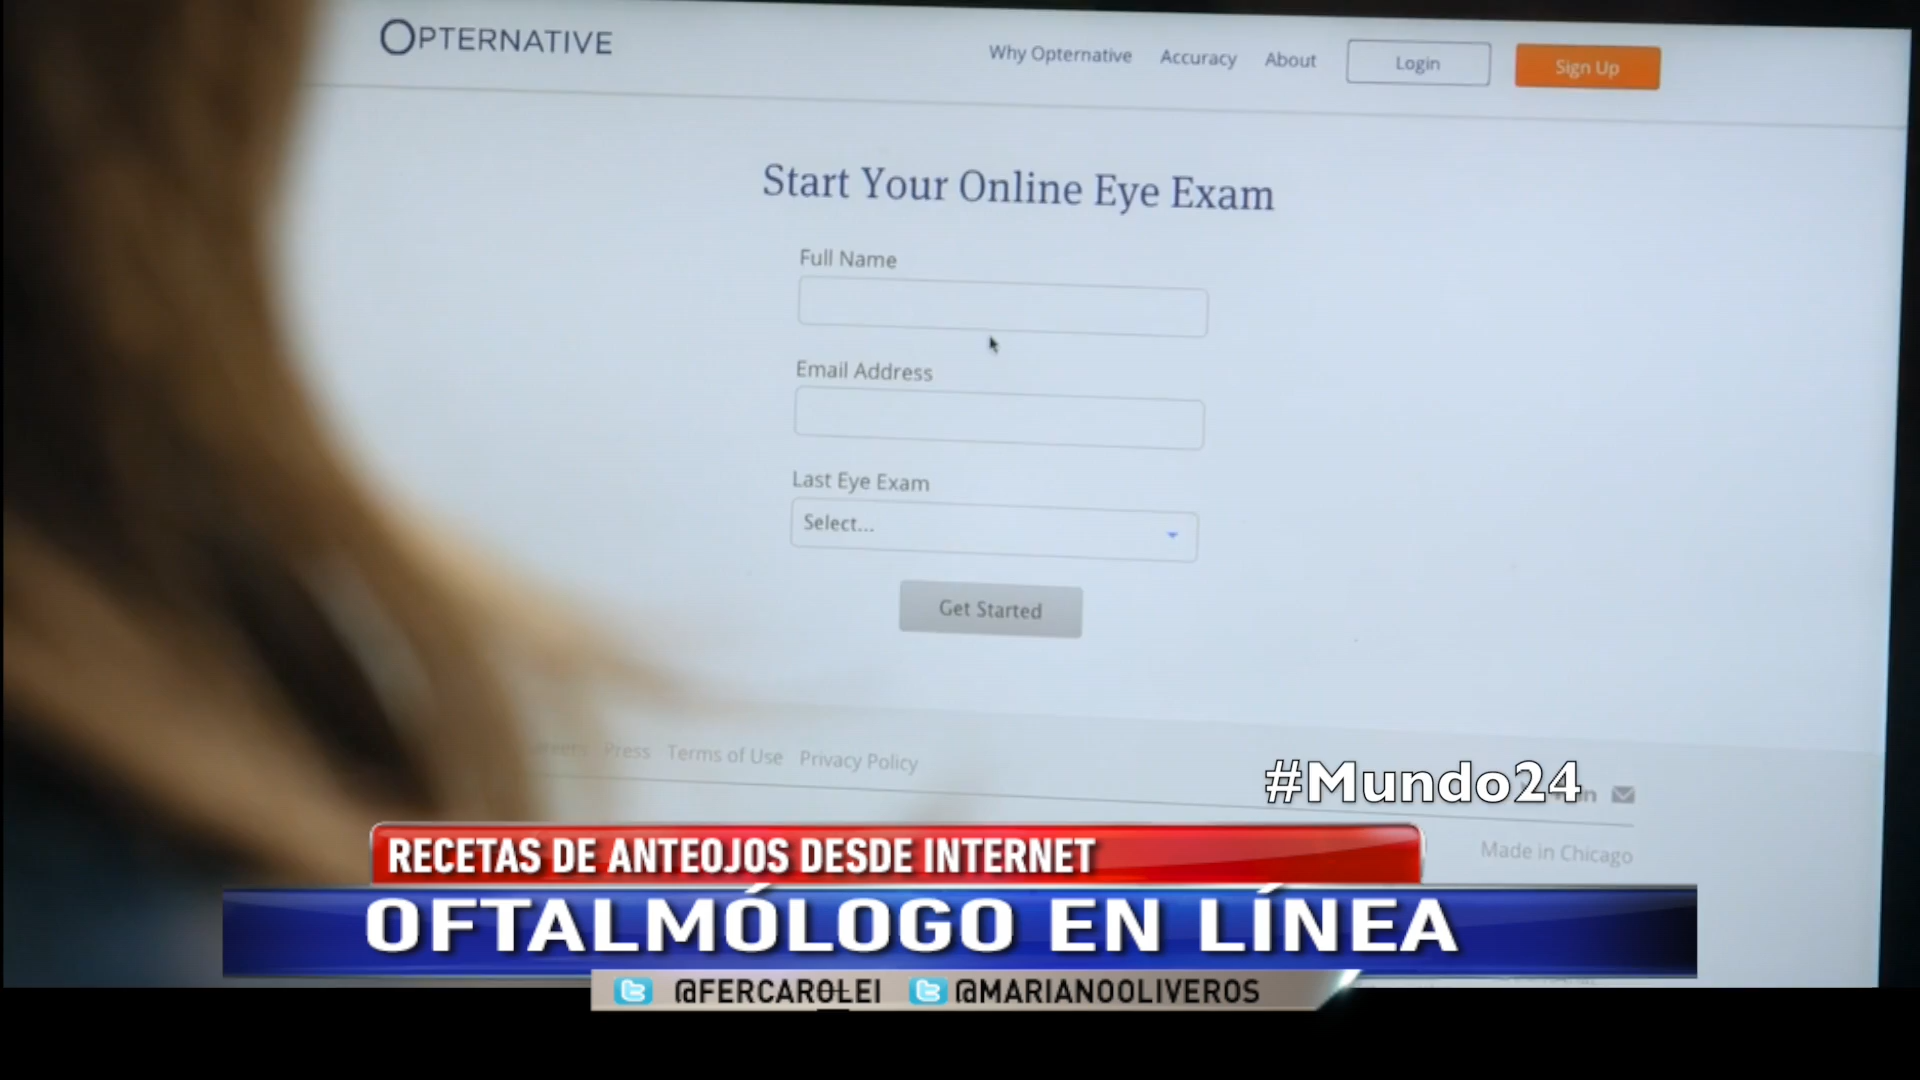 OPTERNATIVE
Why Opternative Accuracy About Login Sign Up
Start Your Online Eye Exam
Full Name
Email Address
Last Eye Exam
Select...
Get Started
Press Terms of Use Privacy Policy
#Mundo24
Made in Chicago
RECETAS DE ANTEOJOS DESDE INTERNET
OFTALMÓLOGO EN LÍNEA
@FERCAROLEI @MARIANOOLIVEROS